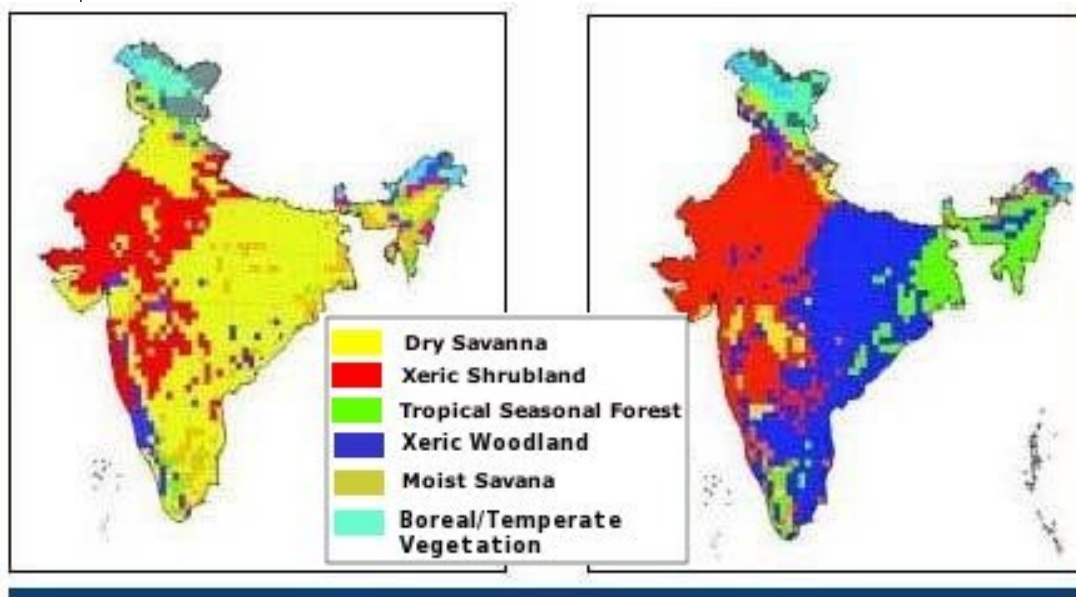 Dry Savanna
Xeric Shrubland
Tropical Seasonal Forest
Xeric Woodland
Moist Savana
Boreal/Temperate
Vegetation